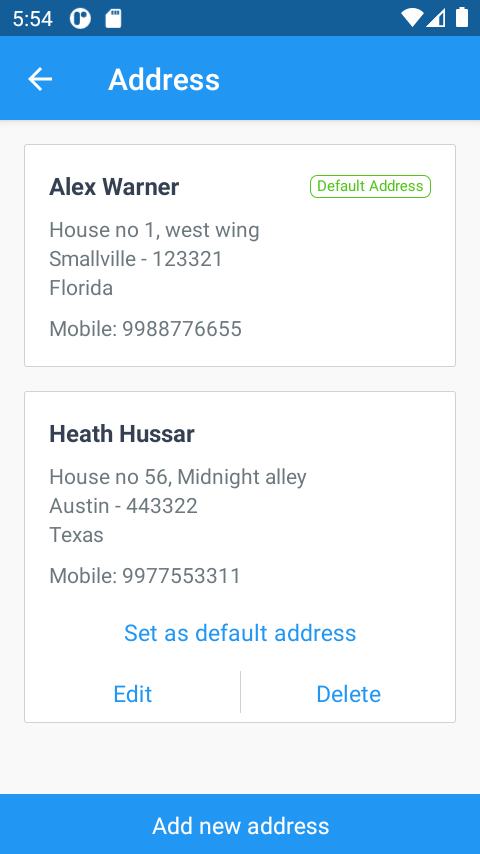 5:54
Address
Alex Warner
Default Address
House no 1, west wing
Smallville - 123321
Florida
Mobile: 9988776655
Heath Hussar
House no 56, Midnight alley
Austin - 443322
Texas
Mobile: 9977553311
Set as default address
Edit
Delete
Add new address